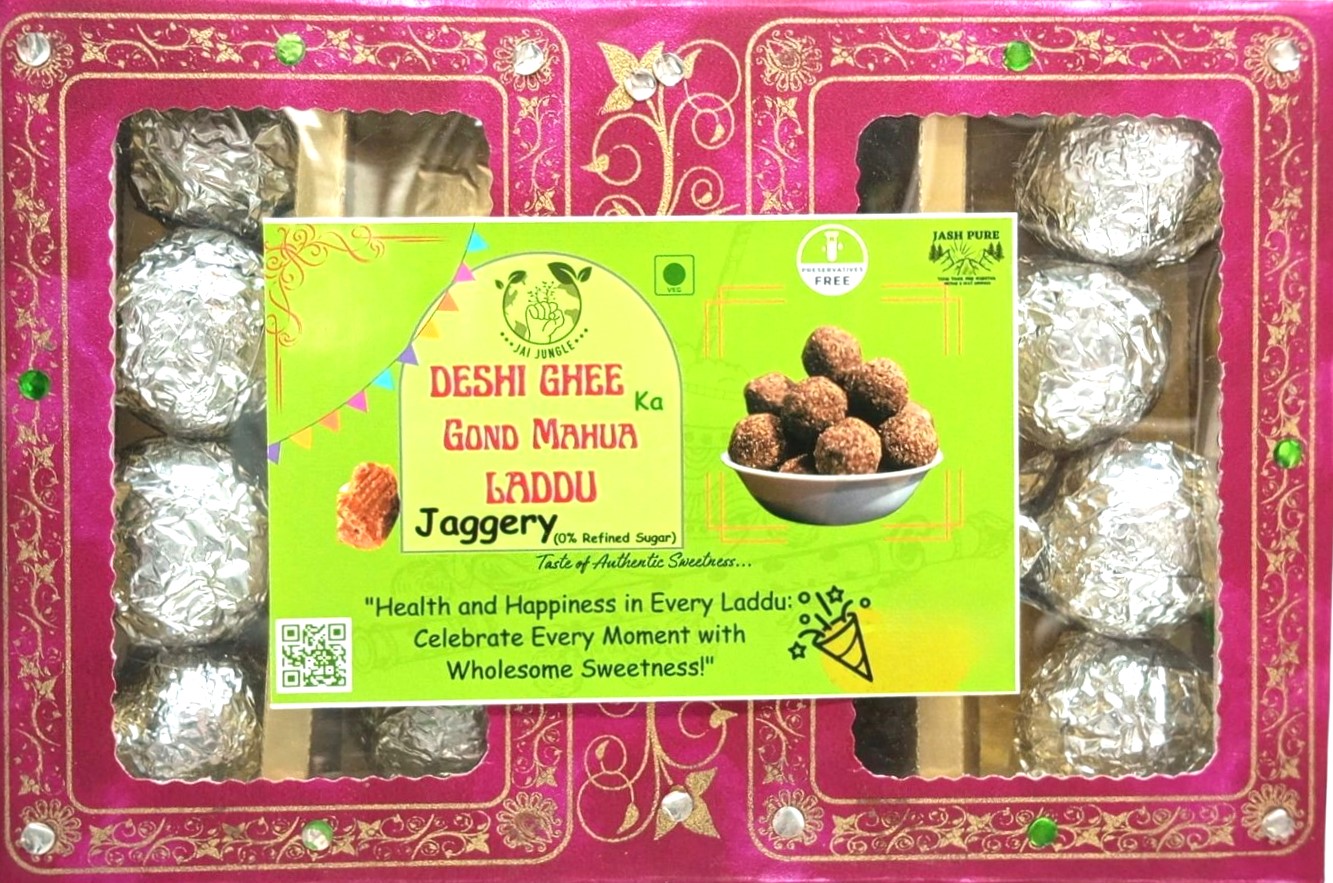 VEG
PRESERVATIVES
FREE
JASH PURE
JAI JUNGLE
DESHI GHEE
Ka
GOND MAHUA
LADDU
Jaggery
(0% Refined Sugar)
Taste of Authentic Sweetness...
"Health and Happiness in Every Laddu:
Celebrate Every Moment with
Wholesome Sweetness!"